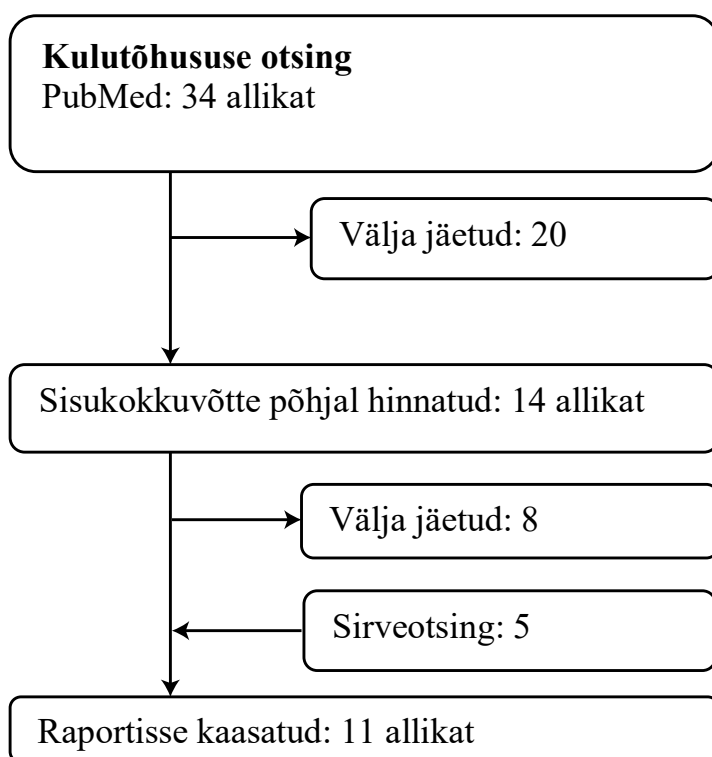 Kulutõhususe otsing
PubMed: 34 allikat
Välja jäetud: 20
Sisukokkuvõtte põhjal hinnatud: 14 allikat
Välja jäetud: 8
Sirveotsing: 5
Raportisse kaasatud: 11 allikat